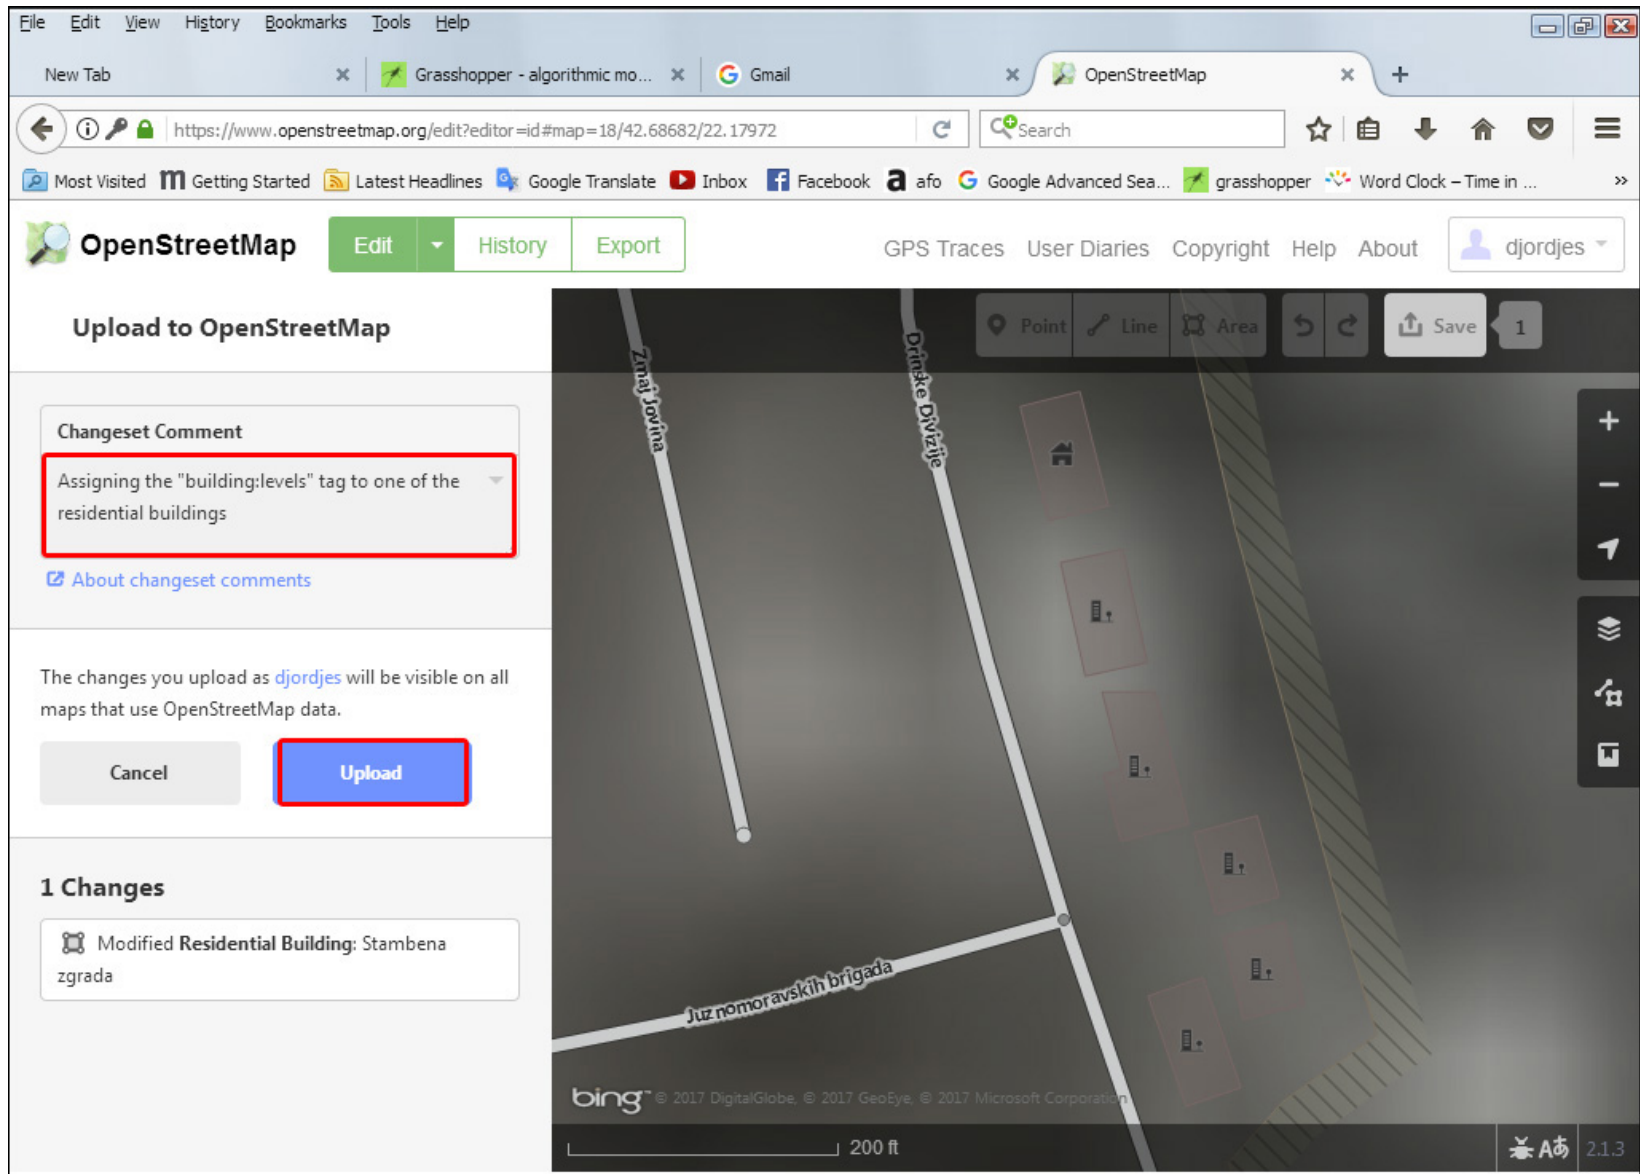 File Edit View History Bookmarks Tools Help
New Tab
Grasshopper - algorithmic mo...
Gmail
OpenStreetMap
https://www.openstreetmap.org/edit?editor=id#map=18/42.68682/22.17972
Search
Most Visited
Getting Started
Latest Headlines
Google Translate
Inbox
Facebook
afo
Google Advanced Sea...
grasshopper
Word Clock – Time in ...
OpenStreetMap
Edit
History
Export
GPS Traces
User Diaries
Copyright
Help
About
djordjes
Upload to OpenStreetMap
Point
Line
Area
Save
1
Changeset Comment
Assigning the "building:levels" tag to one of the
residential buildings
About changeset comments
The changes you upload as djordjes will be visible on all
maps that use OpenStreetMap data.
Cancel
Upload
1 Changes
Modified Residential Building: Stambena
zgrada
Zmaj Jovina
Drinske Divizije
Juznomoravskih brigada
bing
© 2017 DigitalGlobe, © 2017 GeoEye, © 2017 Microsoft Corporation
200 ft
Aあ
2.1.3